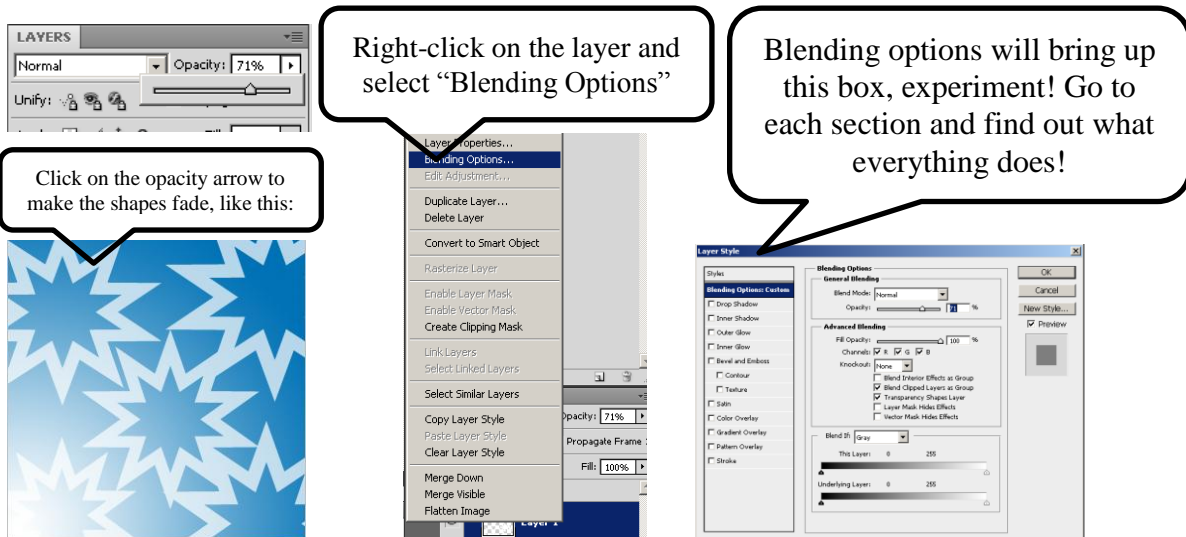 LAYERS
Normal Opacity: 71%
Unify:
Click on the opacity arrow to
make the shapes fade, like this:
Right-click on the layer and
select “Blending Options”
Layer Properties...
Blending Options...
Edit Adjustment...
Duplicate Layer...
Delete Layer
Convert to Smart Object
Rasterize Layer
Enable Layer Mask
Enable Vector Mask
Create Clipping Mask
Link Layers
Select Linked Layers
Select Similar Layers
Copy Layer Style
Paste Layer Style
Clear Layer Style
Merge Down
Merge Visible
Flatten Image
Opacity: 71%
Propagate Frame
Fill: 100%
Layer 1
Blending options will bring up
this box, experiment! Go to
each section and find out what
everything does!
Layer Style
Styles
Blending Options: Custom
Drop Shadow
Inner Shadow
Outer Glow
Inner Glow
Bevel and Emboss
Contour
Texture
Satin
Color Overlay
Gradient Overlay
Pattern Overlay
Stroke
Blending Options
General Blending
Blend Mode: Normal
Opacity: 71 %
Advanced Blending
Fill Opacity: 100 %
Channels: R G B
Knockout: None
Blend Interior Effects as Group
Blend Clipped Layers as Group
Transparency Shapes Layer
Layer Mask Hides Effects
Vector Mask Hides Effects
Blend If: Gray
This Layer: 0 255
Underlying Layer: 0 255
OK
Cancel
New Style...
Preview